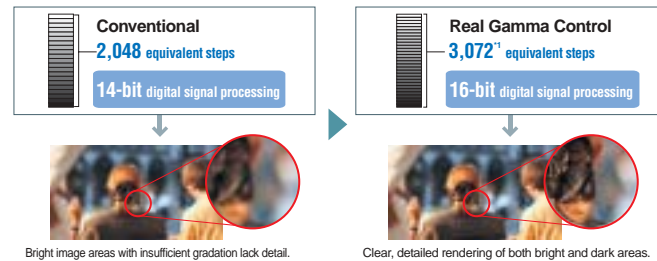 Conventional
2,048 equivalent steps
14-bit digital signal processing
Bright image areas with insufficient gradation lack detail.
Real Gamma Control
3,072*1 equivalent steps
16-bit digital signal processing
Clear, detailed rendering of both bright and dark areas.